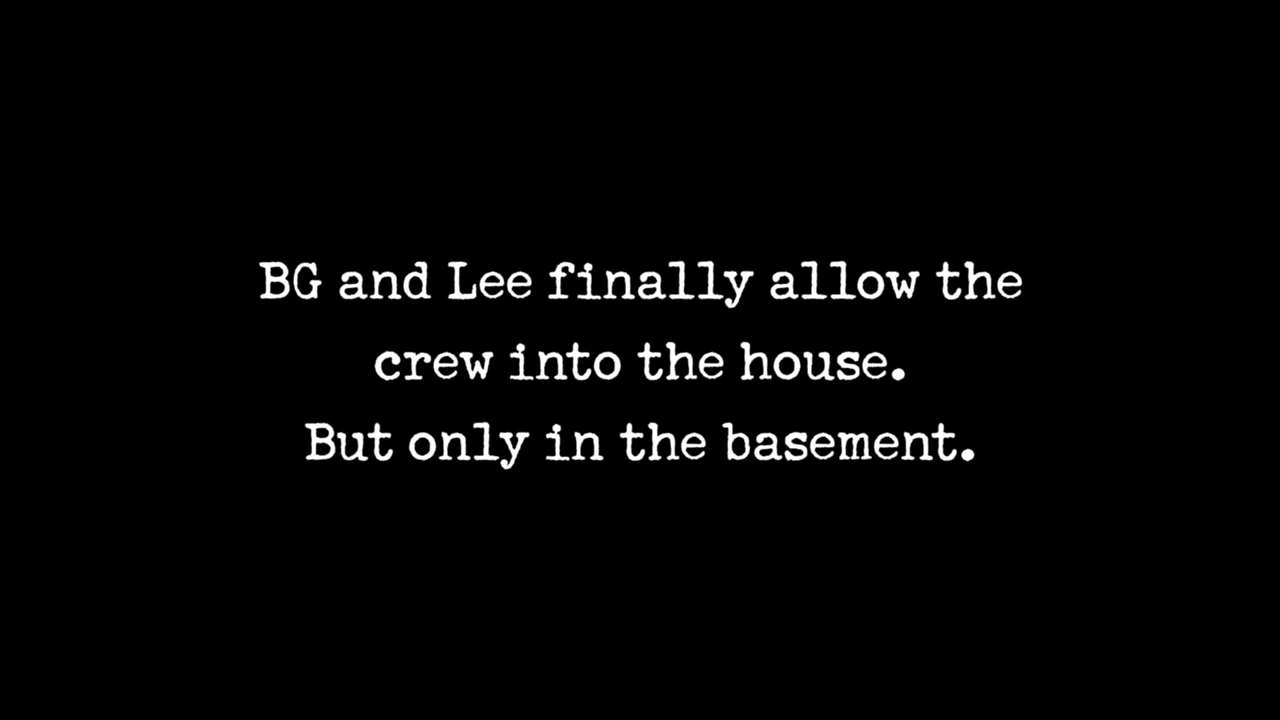 BG and Lee finally allow the
crew into the house.
But only in the basement.